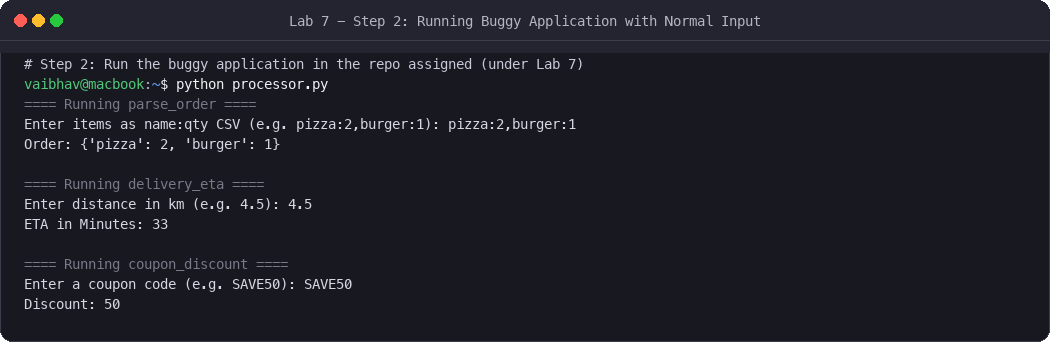 Lab 7 – Step 2: Running Buggy Application with Normal Input
# Step 2: Run the buggy application in the repo assigned (under Lab 7)
vaibhav@macbook:~$ python processor.py
==== Running parse_order ====
Enter items as name:qty CSV (e.g. pizza:2,burger:1): pizza:2,burger:1
Order: {'pizza': 2, 'burger': 1}
==== Running delivery_eta ====
Enter distance in km (e.g. 4.5): 4.5
ETA in Minutes: 33
==== Running coupon_discount ====
Enter a coupon code (e.g. SAVE50): SAVE50
Discount: 50